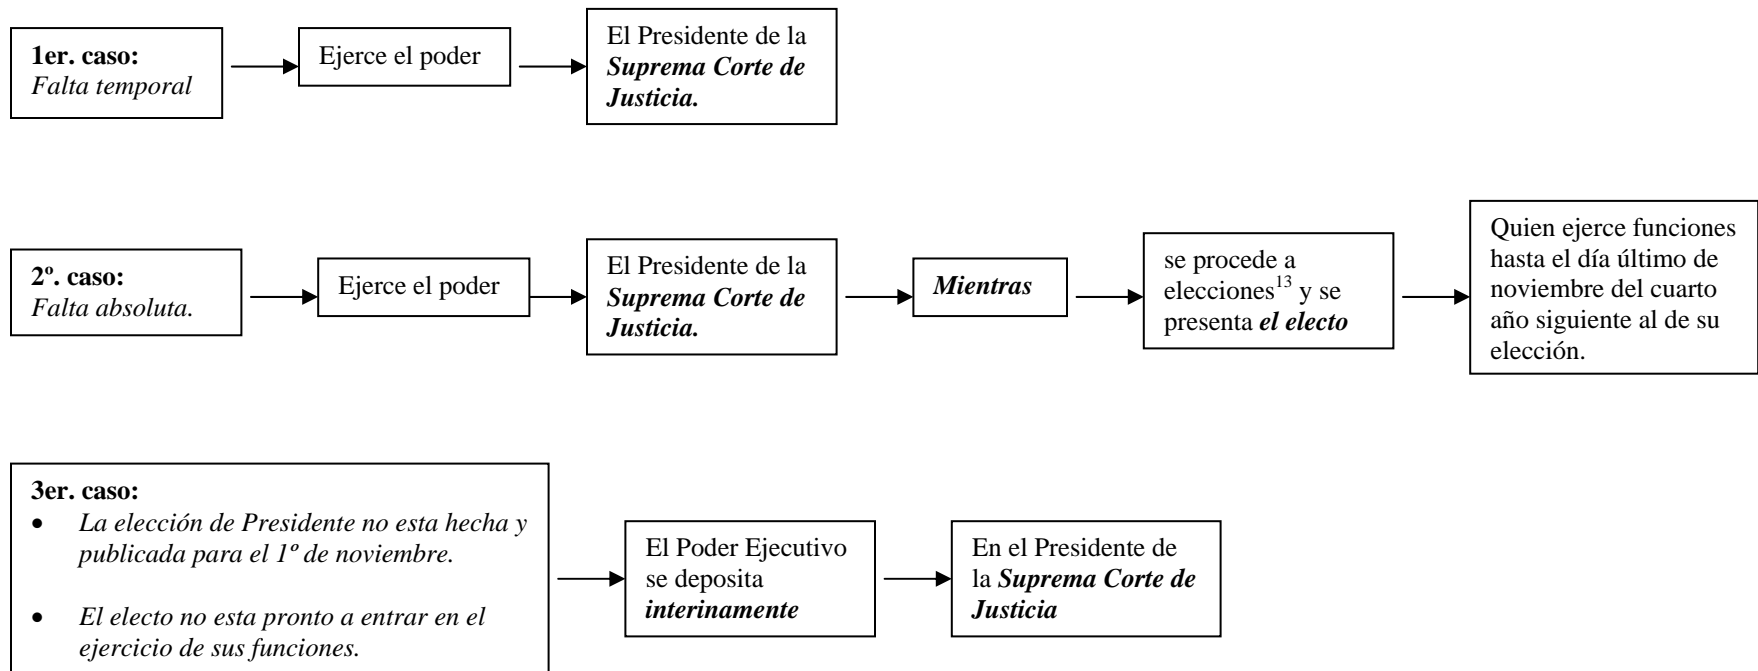 1er. caso:
Falta temporal
Ejerce el poder
El Presidente de la
Suprema Corte de
Justicia.
2º. caso:
Falta absoluta.
Ejerce el poder
El Presidente de la
Suprema Corte de
Justicia.
Mientras
se procede a
elecciones13 y se
presenta el electo
Quien ejerce funciones
hasta el día último de
noviembre del cuarto
año siguiente al de su
elección.
3er. caso:
• La elección de Presidente no esta hecha y
publicada para el 1º de noviembre.
• El electo no esta pronto a entrar en el
ejercicio de sus funciones.
El Poder Ejecutivo
se deposita
interinamente
En el Presidente de
la Suprema Corte de
Justicia